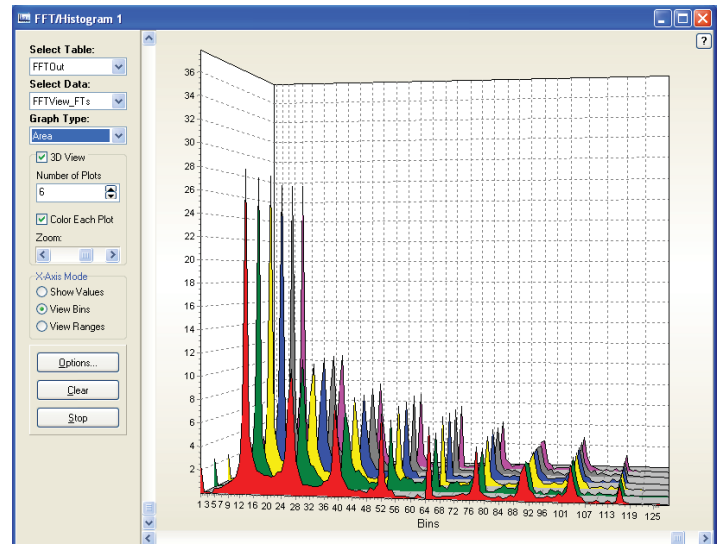 FFT/Histogram 1
?
Select Table:
FFTOut
Select Data:
FFTView_FTs
Graph Type:
Area
3D View
Number of Plots
6
Color Each Plot
Zoom:
X-Axis Mode
Show Values
View Bins
View Ranges
Options...
Clear
Stop
36
34
32
30
28
26
24
22
20
18
16
14
12
10
8
6
4
2
1 3 5 7 9 12 16 20 24 28 32 36 40 44 48 52 56 60 64 68 72 76 80 84 88 92 96 101 107 113 119 125
Bins